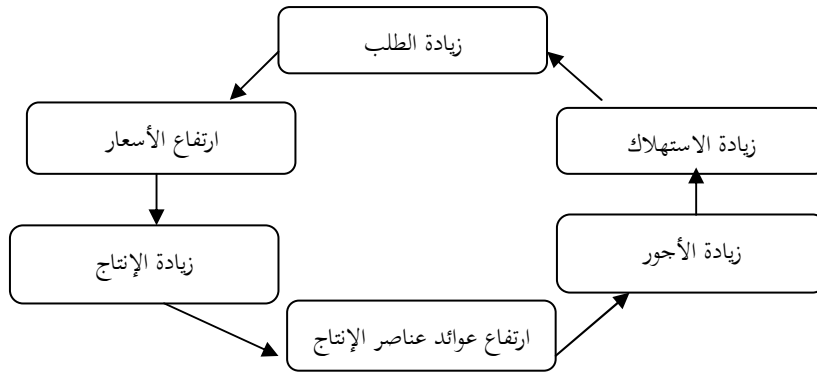 زيادة الطلب
ارتفاع الأسعار
زيادة الاستهلاك
زيادة الإنتاج
زيادة الأجور
ارتفاع عوائد عناصر الإنتاج